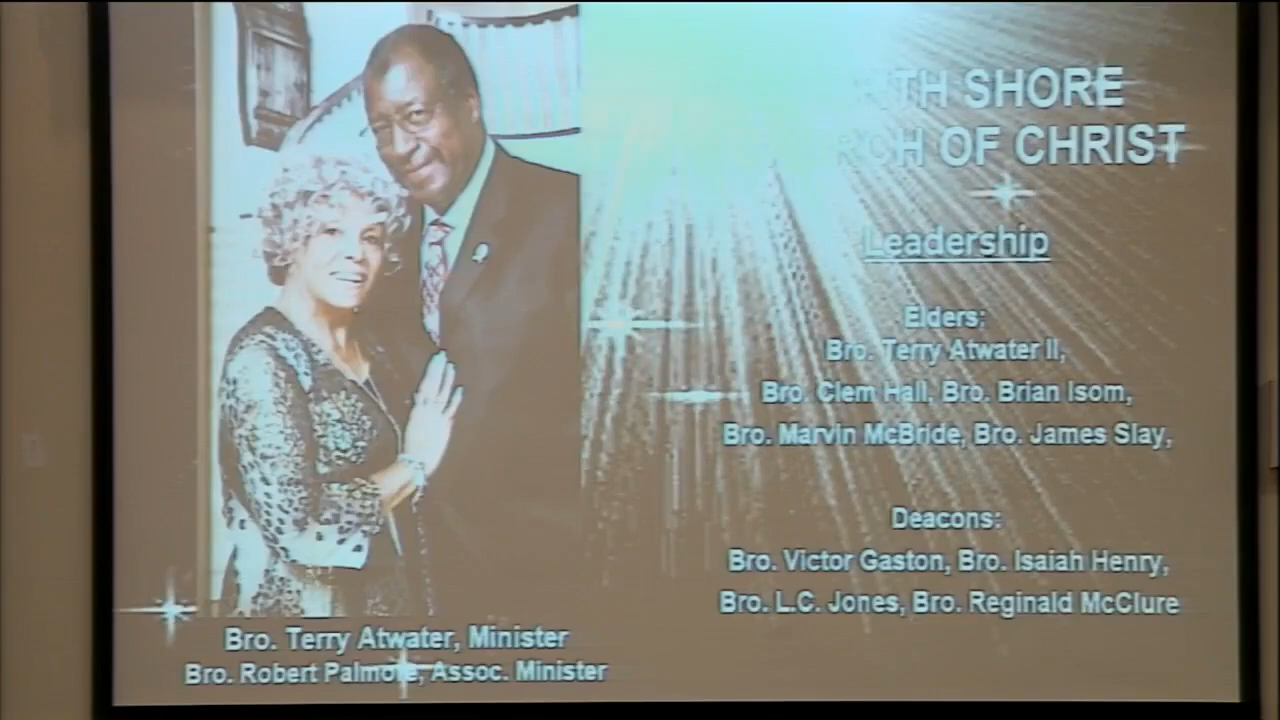 TH SHORE
RCH OF CHRIST
Leadership
Elders:
Bro. Terry Atwater II,
Bro. Clem Hall, Bro. Brian Isom,
Bro. Marvin McBride, Bro. James Slay,
Deacons:
Bro. Victor Gaston, Bro. Isaiah Henry,
Bro. L.C. Jones, Bro. Reginald McClure
Bro. Terry Atwater, Minister
Bro. Robert Palmore, Assoc. Minister